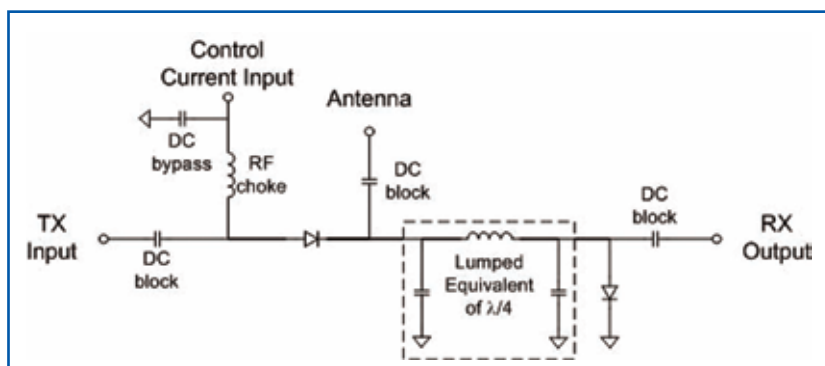 Control
Current Input
Antenna
DC
bypass
RF
choke
DC
block
DC
block
TX
Input
DC
block
Lumped
Equivalent
of λ/4
RX
Output